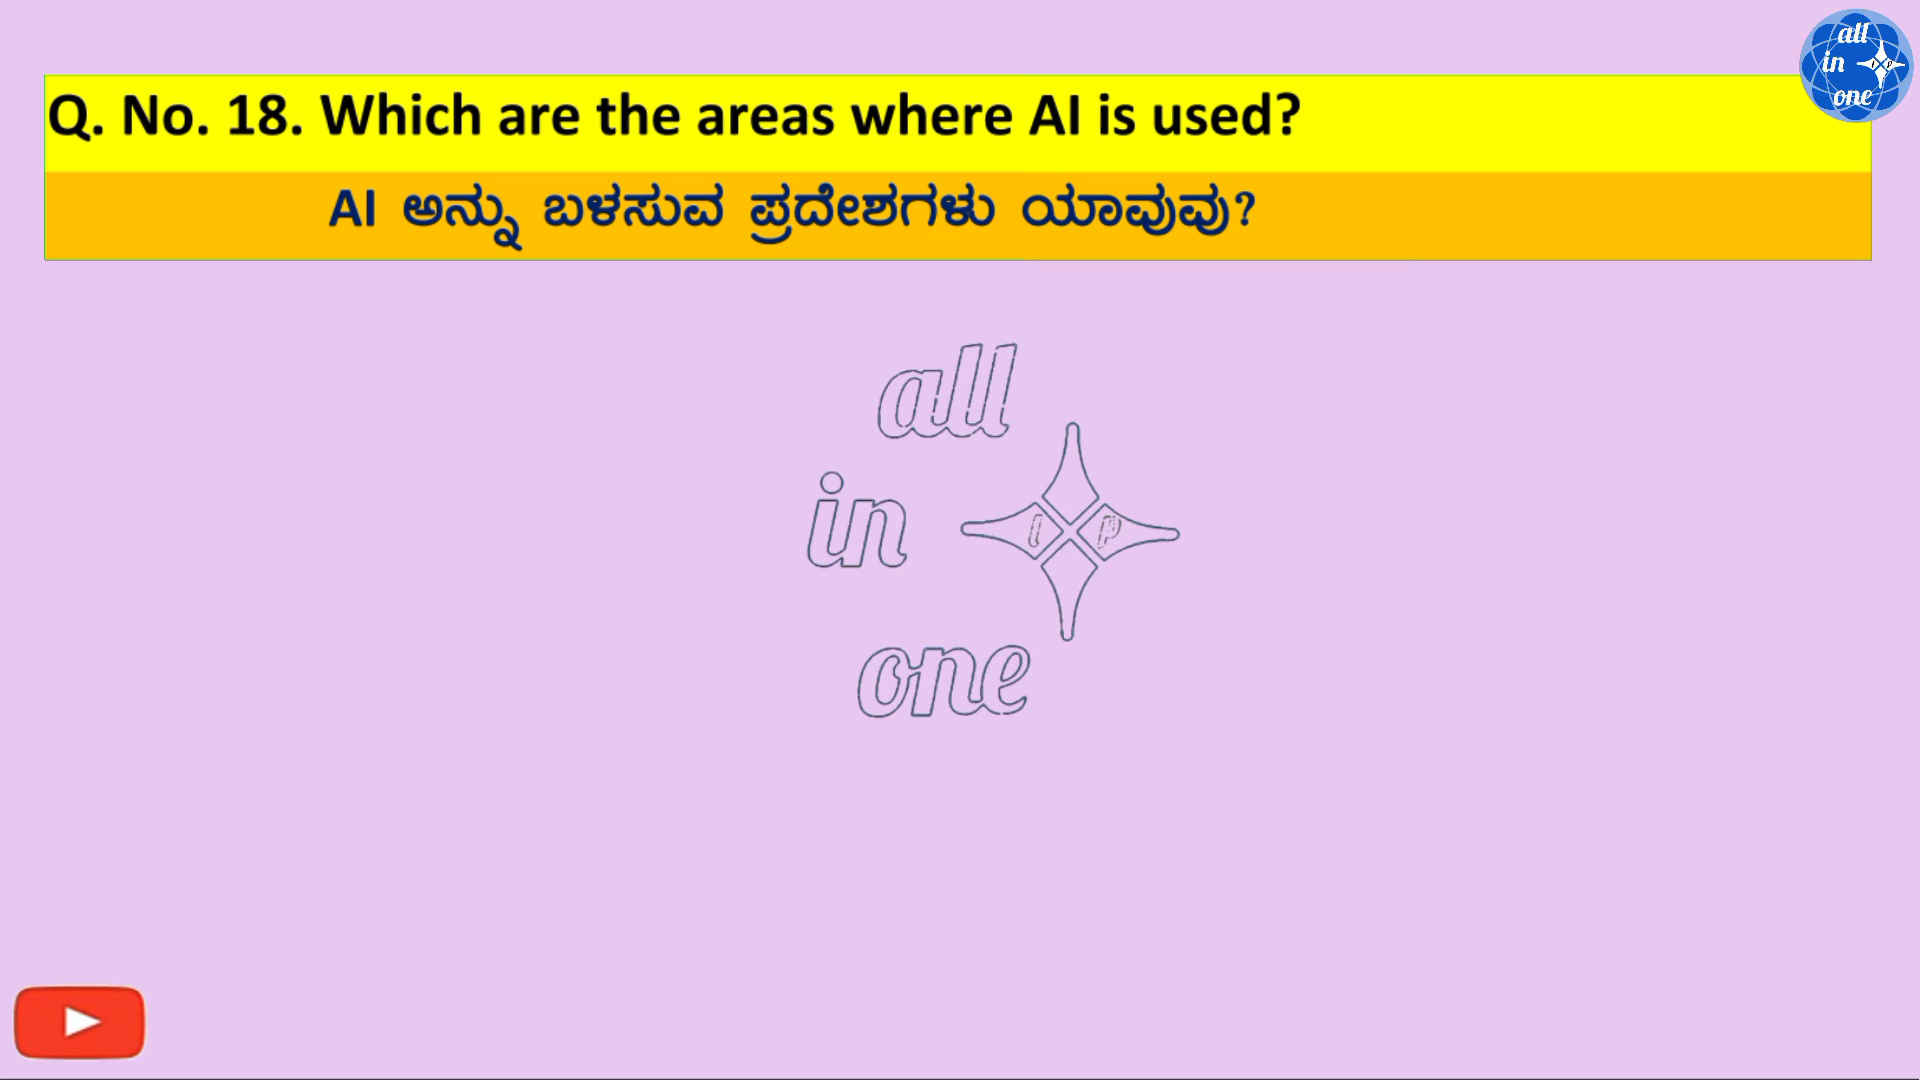 all
in
one
Q. No. 18. Which are the areas where AI is used?
AI ಅನ್ನು ಬಳಸುವ ಪ್ರದೇಶಗಳು ಯಾವುವು?
all
in
I P
one